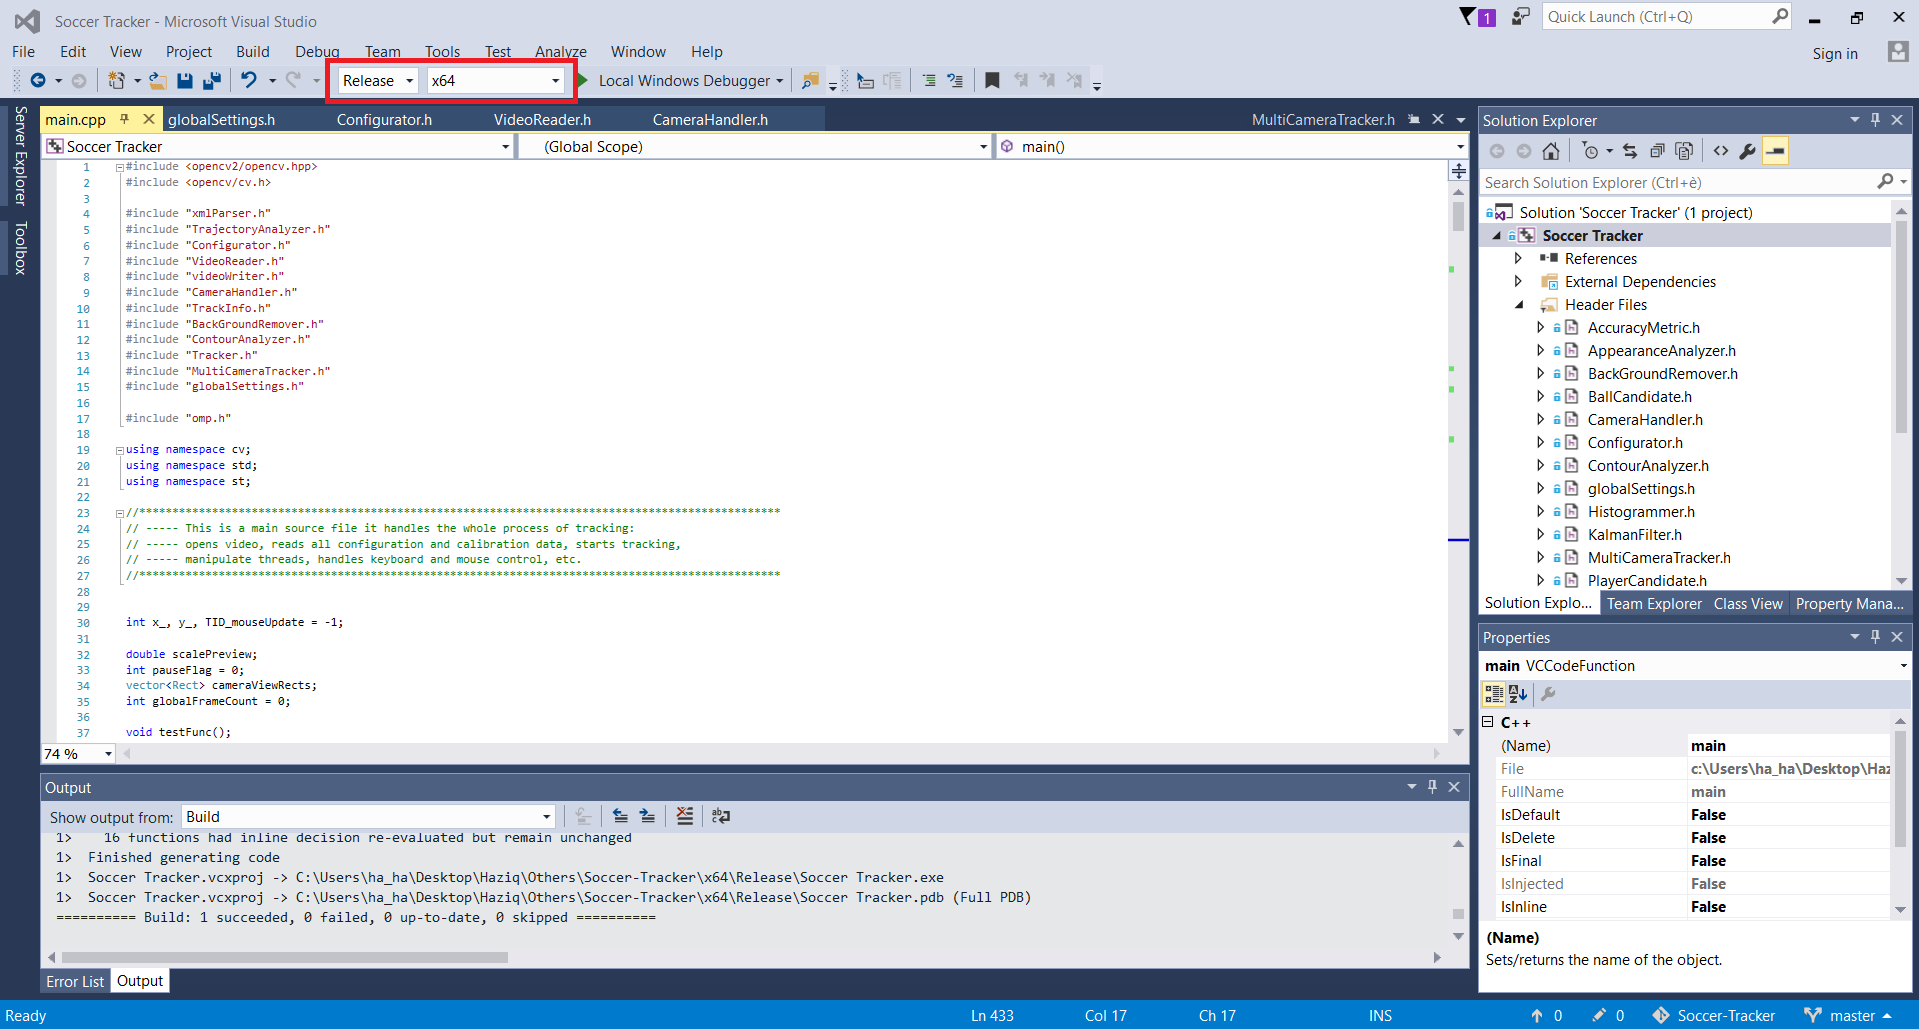 Soccer Tracker - Microsoft Visual Studio
1
Quick Launch (Ctrl+Q)
File Edit View Project Build Debug Team Tools Test Analyze Window Help
Sign in
Release x64 Local Windows Debugger
Server Explorer
Toolbox
main.cpp globalSettings.h Configurator.h VideoReader.h CameraHandler.h MultiCameraTracker.h
Soccer Tracker (Global Scope) main()
1 #include <opencv2/opencv.hpp>
2 #include <opencv/cv.h>
3
4 #include "xmlParser.h"
5 #include "TrajectoryAnalyzer.h"
6 #include "Configurator.h"
7 #include "VideoReader.h"
8 #include "videoWriter.h"
9 #include "CameraHandler.h"
10 #include "TrackInfo.h"
11 #include "BackGroundRemover.h"
12 #include "ContourAnalyzer.h"
13 #include "Tracker.h"
14 #include "MultiCameraTracker.h"
15 #include "globalSettings.h"
16
17 #include "omp.h"
18
19 using namespace cv;
20 using namespace std;
21 using namespace st;
22
23 //*************************************************************************************************
24 // ----- This is a main source file it handles the whole process of tracking:
25 // ----- opens video, reads all configuration and calibration data, starts tracking,
26 // ----- manipulate threads, handles keyboard and mouse control, etc.
27 //*************************************************************************************************
28
29
30 int x_, y_, TID_mouseUpdate = -1;
31
32 double scalePreview;
33 int pauseFlag = 0;
34 vector<Rect> cameraViewRects;
35 int globalFrameCount = 0;
36
37 void testFunc();
74 %
Output
Show output from: Build
1> 16 functions had inline decision re-evaluated but remain unchanged
1> Finished generating code
1> Soccer Tracker.vcxproj -> C:\Users\ha_ha\Desktop\Haziq\Others\Soccer-Tracker\x64\Release\Soccer Tracker.exe
1> Soccer Tracker.vcxproj -> C:\Users\ha_ha\Desktop\Haziq\Others\Soccer-Tracker\x64\Release\Soccer Tracker.pdb (Full PDB)
========== Build: 1 succeeded, 0 failed, 0 up-to-date, 0 skipped ==========
Error List Output
Solution Explorer
Search Solution Explorer (Ctrl+è)
Solution 'Soccer Tracker' (1 project)
Soccer Tracker
References
External Dependencies
Header Files
AccuracyMetric.h
AppearanceAnalyzer.h
BackGroundRemover.h
BallCandidate.h
CameraHandler.h
Configurator.h
ContourAnalyzer.h
globalSettings.h
Histogrammer.h
KalmanFilter.h
MultiCameraTracker.h
PlayerCandidate.h
Solution Explo... Team Explorer Class View Property Mana...
Properties
main VCCodeFunction
C++
(Name) main
File c:\Users\ha_ha\Desktop\Haz
FullName main
IsDefault False
IsDelete False
IsFinal False
IsInjected False
IsInline False
(Name)
Sets/returns the name of the object.
Ready Ln 433 Col 17 Ch 17 INS 0 0 Soccer-Tracker master